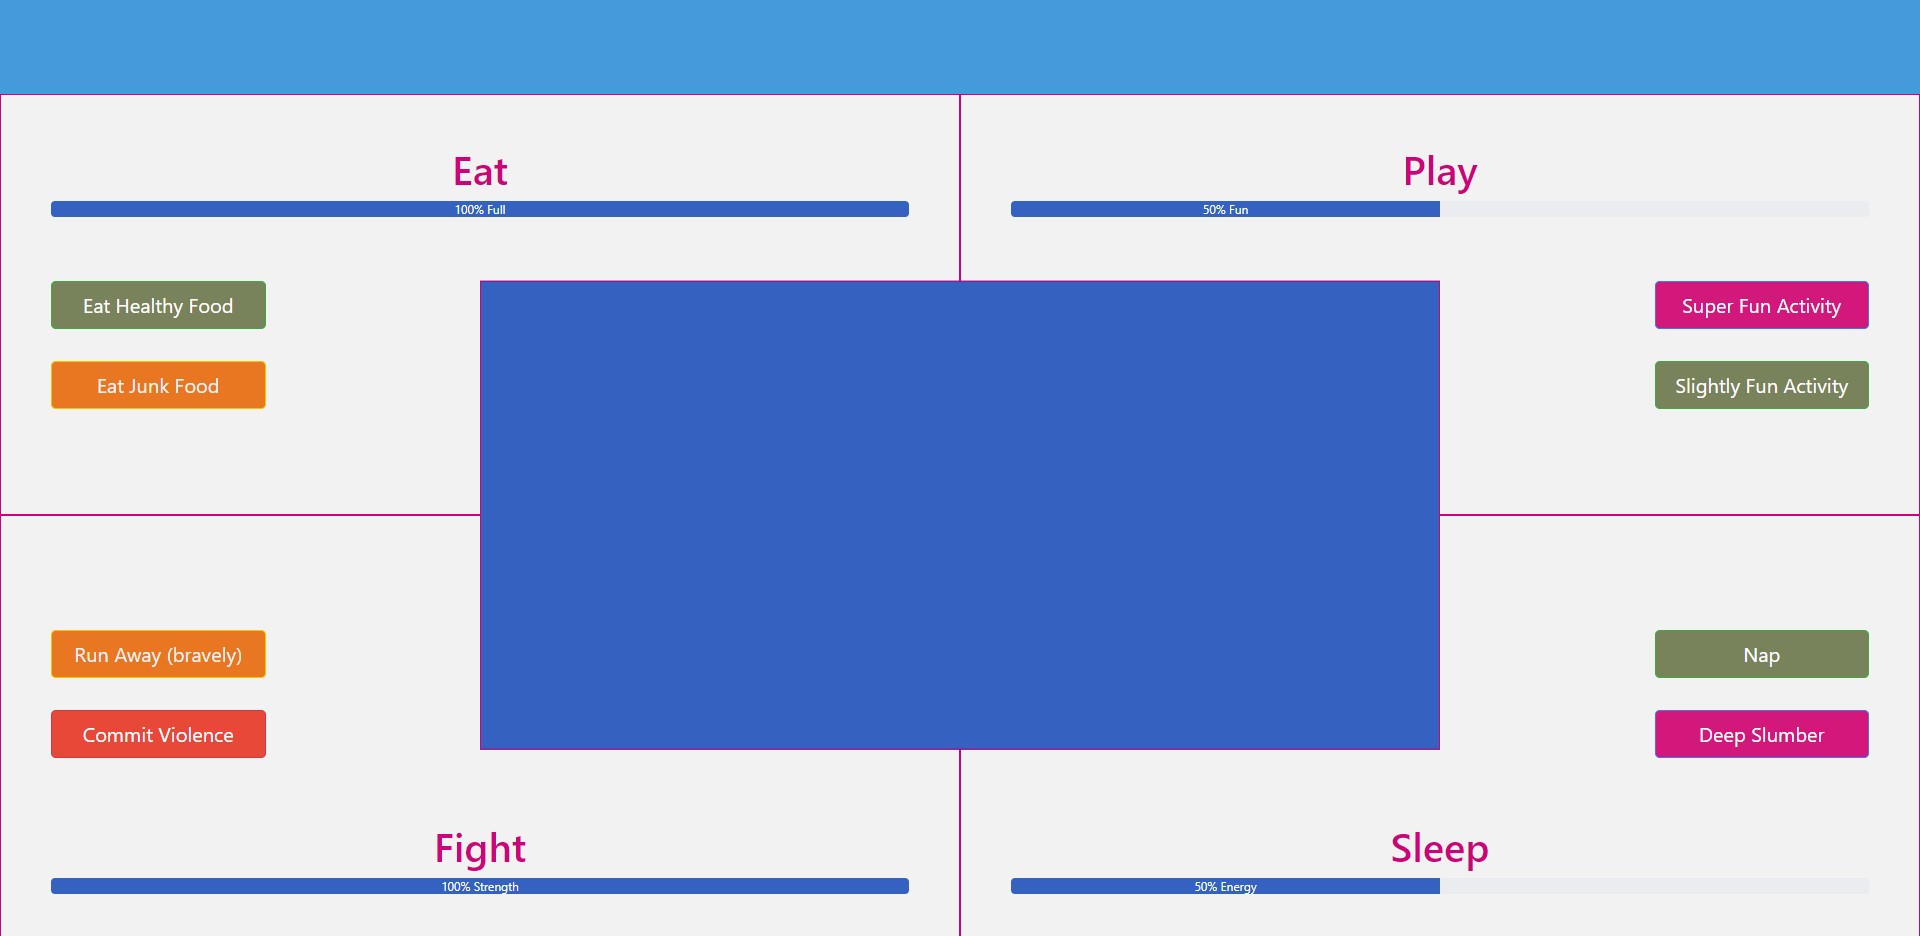 Eat
100% Full
Eat Healthy Food
Eat Junk Food
Play
50% Fun
Super Fun Activity
Slightly Fun Activity
Run Away (bravely)
Commit Violence
Fight
100% Strength
Nap
Deep Slumber
Sleep
50% Energy